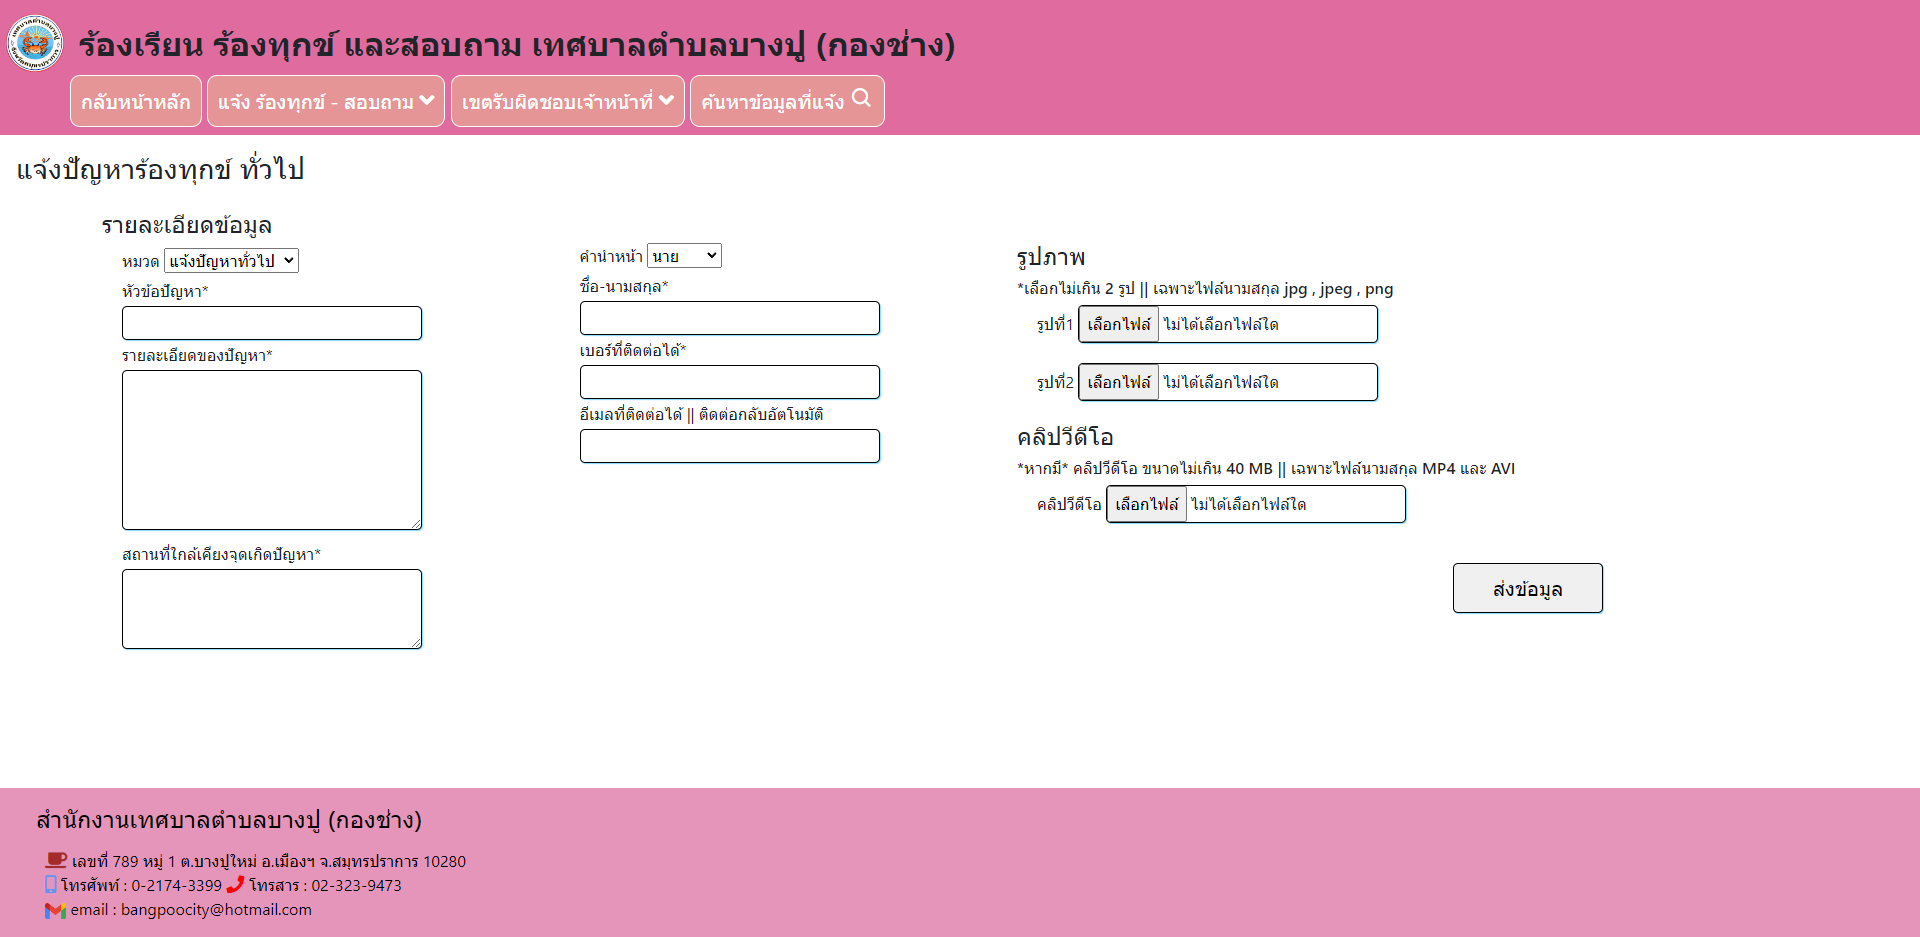 ร้องเรียน ร้องทุกข์ และสอบถาม เทศบาลตำบลบางปู (กองช่าง)
กลับหน้าหลัก
แจ้ง ร้องทุกข์ - สอบถาม
เขตรับผิดชอบเจ้าหน้าที่
ค้นหาข้อมูลที่แจ้ง
แจ้งปัญหาร้องทุกข์ ทั่วไป
รายละเอียดข้อมูล
หมวด แจ้งปัญหาทั่วไป
หัวข้อปัญหา*
รายละเอียดของปัญหา*
สถานที่ใกล้เคียงจุดเกิดปัญหา*
คำนำหน้า นาย
ชื่อ-นามสกุล*
เบอร์ที่ติดต่อได้*
อีเมลที่ติดต่อได้ || ติดต่อกลับอัตโนมัติ
รูปภาพ
*เลือกไม่เกิน 2 รูป || เฉพาะไฟล์นามสกุล jpg , jpeg , png
รูปที่1 เลือกไฟล์ ไม่ได้เลือกไฟล์ใด
รูปที่2 เลือกไฟล์ ไม่ได้เลือกไฟล์ใด
คลิปวีดีโอ
*หากมี* คลิปวีดีโอ ขนาดไม่เกิน 40 MB || เฉพาะไฟล์นามสกุล MP4 และ AVI
คลิปวีดีโอ เลือกไฟล์ ไม่ได้เลือกไฟล์ใด
ส่งข้อมูล
สำนักงานเทศบาลตำบลบางปู (กองช่าง)
เลขที่ 789 หมู่ 1 ต.บางปูใหม่ อ.เมืองฯ จ.สมุทรปราการ 10280
โทรศัพท์ : 0-2174-3399 โทรสาร : 02-323-9473
email : bangpoocity@hotmail.com